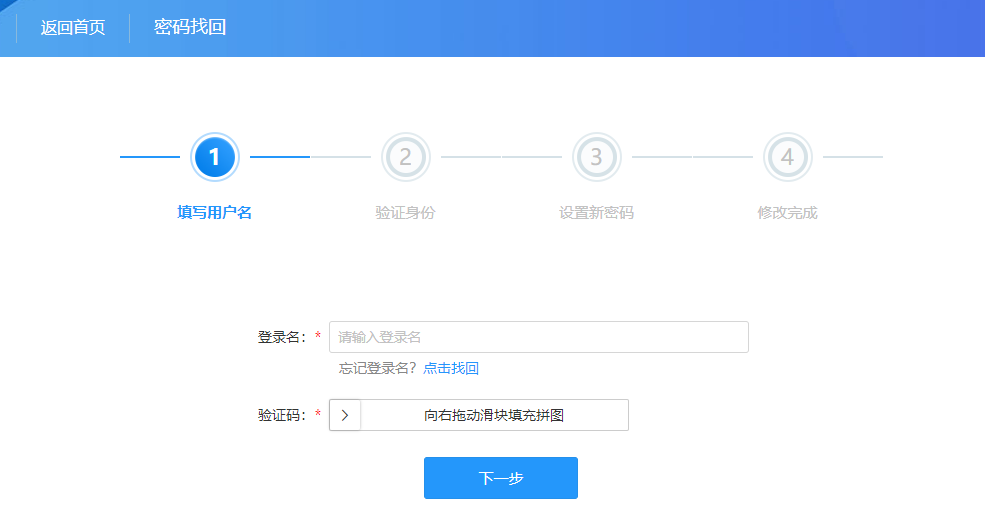 返回首页 密码找回
1 2 3 4
填写用户名 验证身份 设置新密码 修改完成
登录名： * 请输入登录名
忘记登录名？ 点击找回
验证码： * 向右拖动滑块填充拼图
下一步